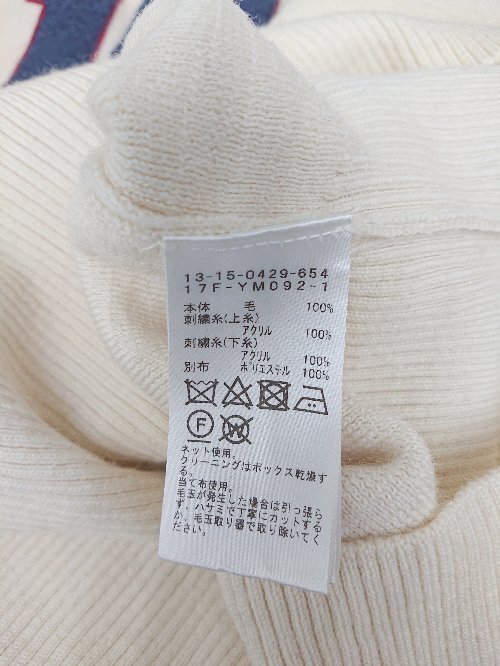 13-15-0429-654
17F-YM092-1
本体 毛 100%
刺繍糸(上糸)
アクリル 100%
刺繍糸(下糸)
アクリル 100%
別布 ポリエステル 100%
F
W
ネット使用。
クリーニングはボックス乾燥す
る。
当て布使用。
毛玉が発生した場合は引っ張ら
ず、ハサミで丁寧にカットする
か、毛玉取り器で取り除いてく
ださい。